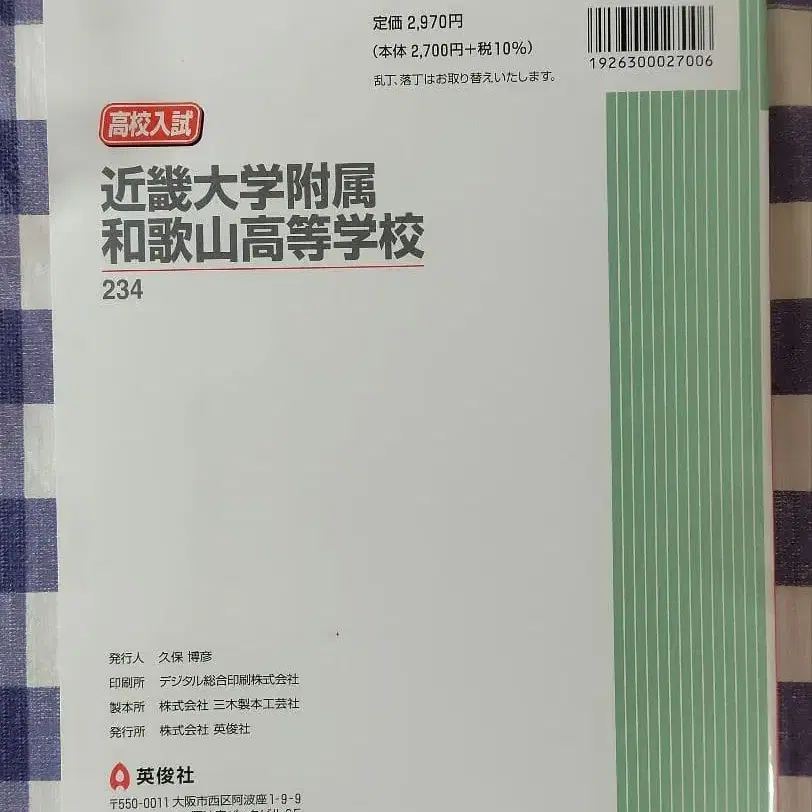 定価 2,970円
(本体 2,700円+税10%)
乱丁、落丁はお取り替えいたします。
1926300027006
高校入試
近畿大学附属
和歌山高等学校
234
発行人 久保 博彦
印刷所 デジタル総合印刷株式会社
製本所 株式会社 三木製本工芸社
発行所 株式会社 英俊社
英俊社
〒550-0011 大阪市西区阿波座1-9-9